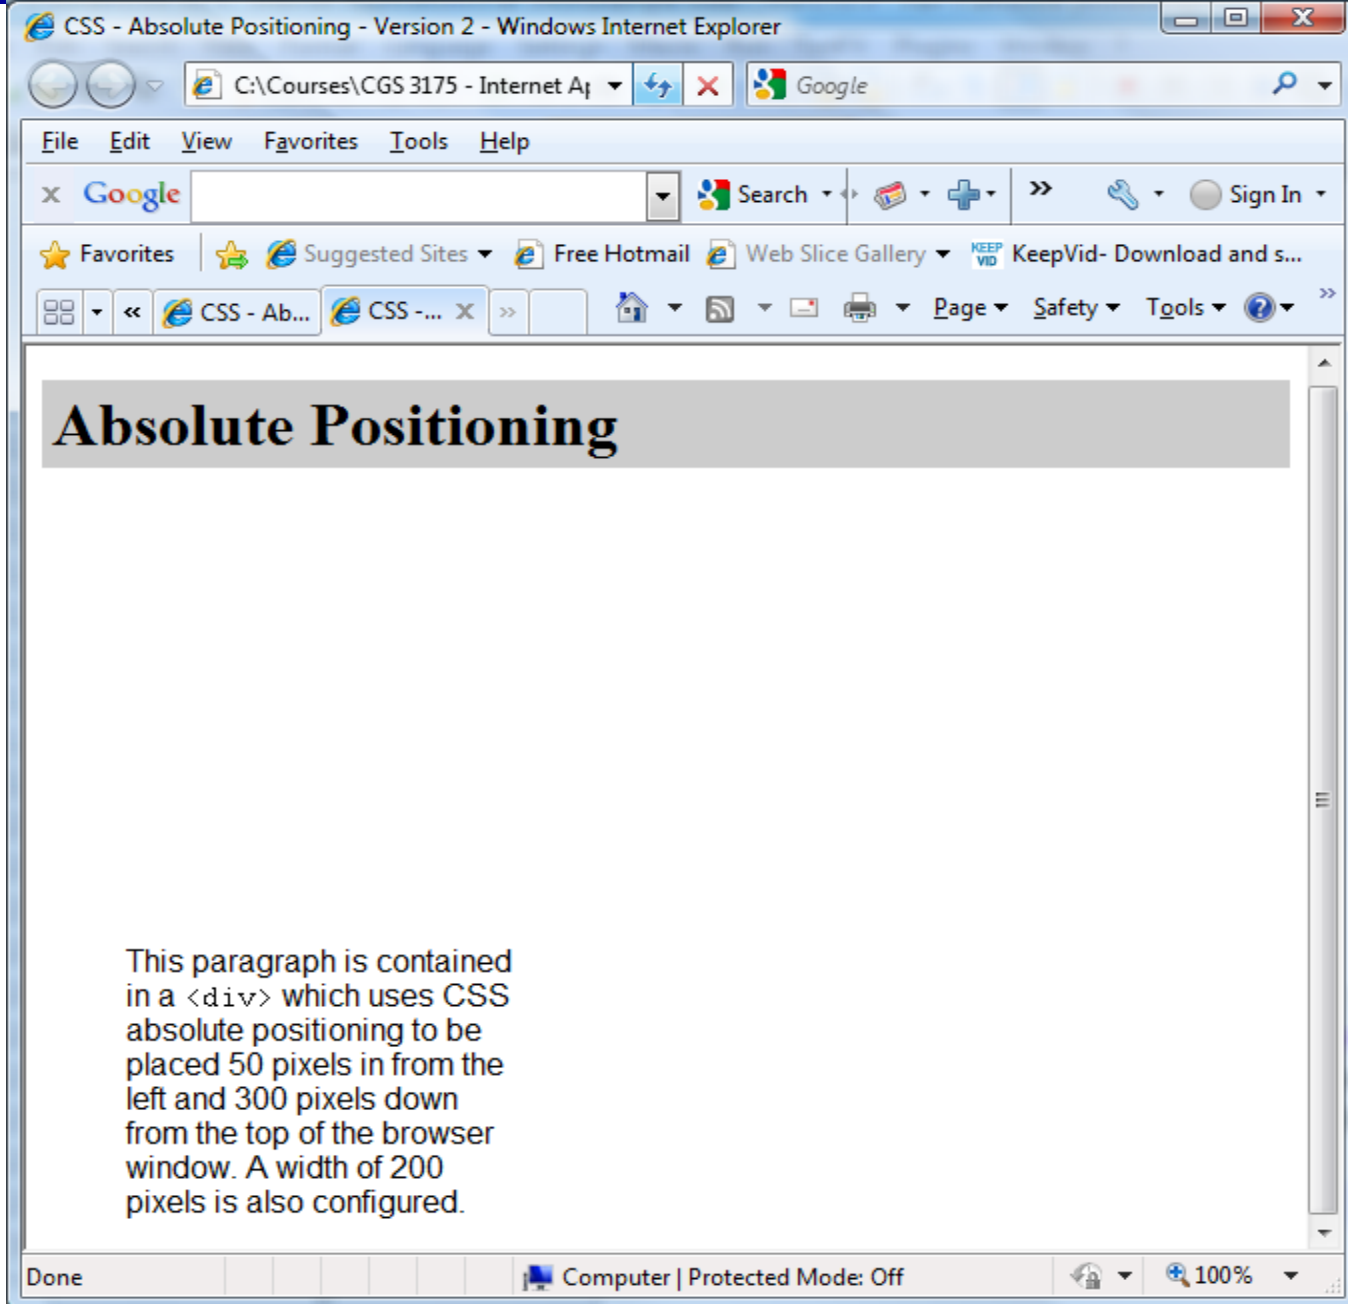 CSS - Absolute Positioning - Version 2 - Windows Internet Explorer
C:\Courses\CGS 3175 - Internet Ap
Google
File Edit View Favorites Tools Help
x Google Search >> Sign In
Favorites Suggested Sites Free Hotmail Web Slice Gallery KEEP VID KeepVid- Download and s...
« CSS - Ab... CSS -... X >> Page Safety Tools >>
Absolute Positioning
This paragraph is contained
in a <div> which uses CSS
absolute positioning to be
placed 50 pixels in from the
left and 300 pixels down
from the top of the browser
window. A width of 200
pixels is also configured.
Done Computer | Protected Mode: Off 100%